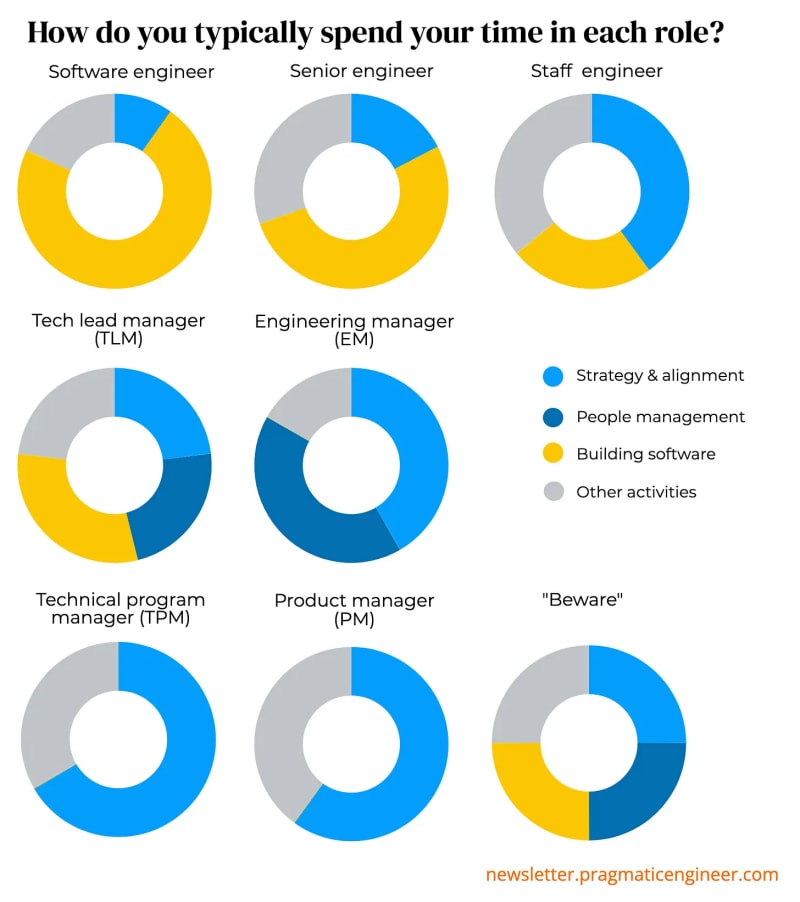 How do you typically spend your time in each role?
Software engineer
Senior engineer
Staff engineer
Tech lead manager
(TLM)
Engineering manager
(EM)
Strategy & alignment
People management
Building software
Other activities
Technical program
manager (TPM)
Product manager
(PM)
"Beware"
newsletter.pragmaticengineer.com